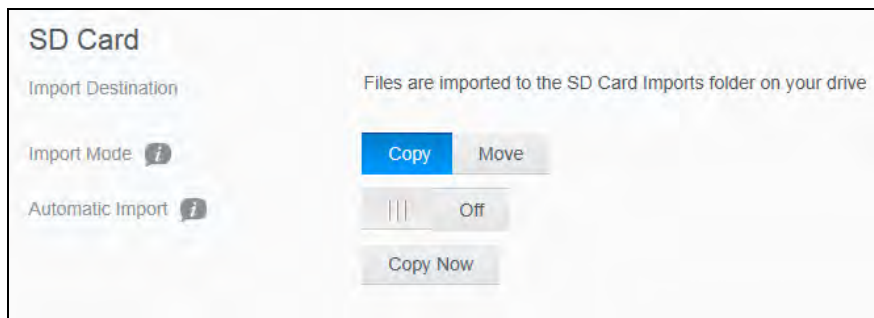 SD Card
Import Destination Files are imported to the SD Card Imports folder on your drive
Import Mode Copy Move
Automatic Import Off
Copy Now